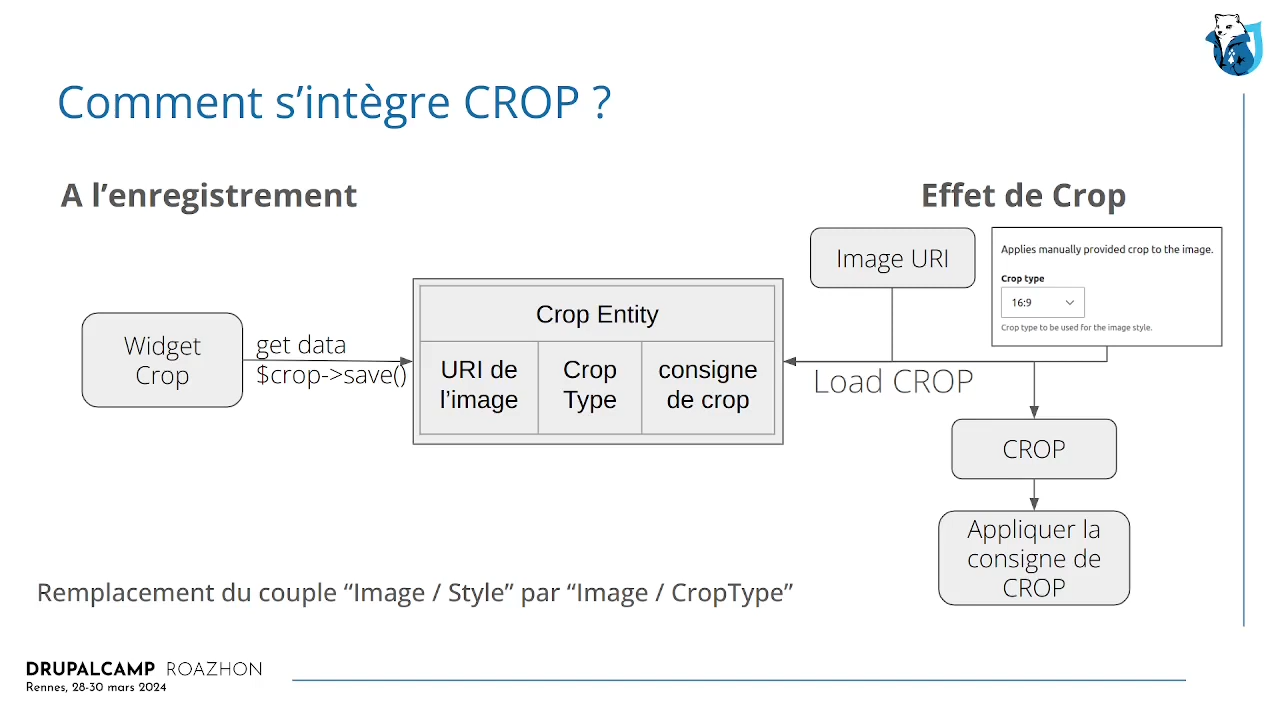 Comment s’intègre CROP ?
A l’enregistrement
Effet de Crop
Widget
Crop
get data
$crop->save()
Crop Entity
URI de
l’image
Crop
Type
consigne
de crop
Image URI
Applies manually provided crop to the image.
Crop type
16:9
Crop type to be used for the image style.
Load CROP
CROP
Appliquer la
consigne de
CROP
Remplacement du couple “Image / Style” par “Image / CropType”
DRUPALCAMP ROAZHON
Rennes, 28-30 mars 2024